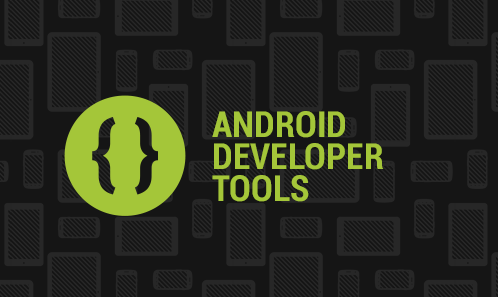 { }
ANDROID
DEVELOPER
TOOLS